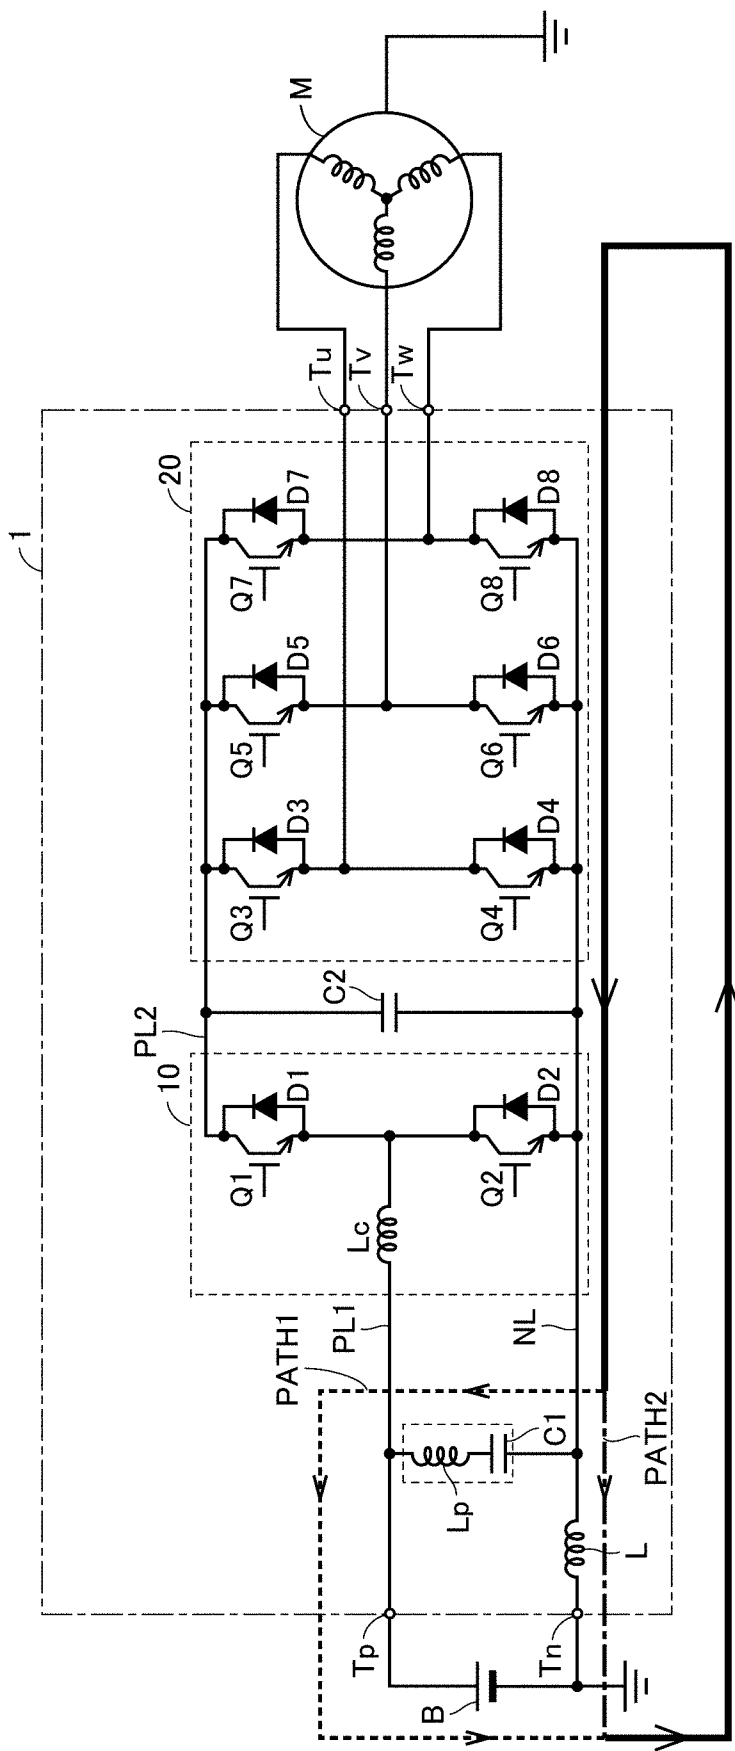 1
10
PL2
20
M
PATH1
PL1
Lc
Q1
D1
C2
Q3
D3
Q5
D5
Q7
D7
Tu
Tv
Tw
Tp
B
Lp
C1
NL
Q2
D2
Q4
D4
Q6
D6
Q8
D8
Tn
L
PATH2